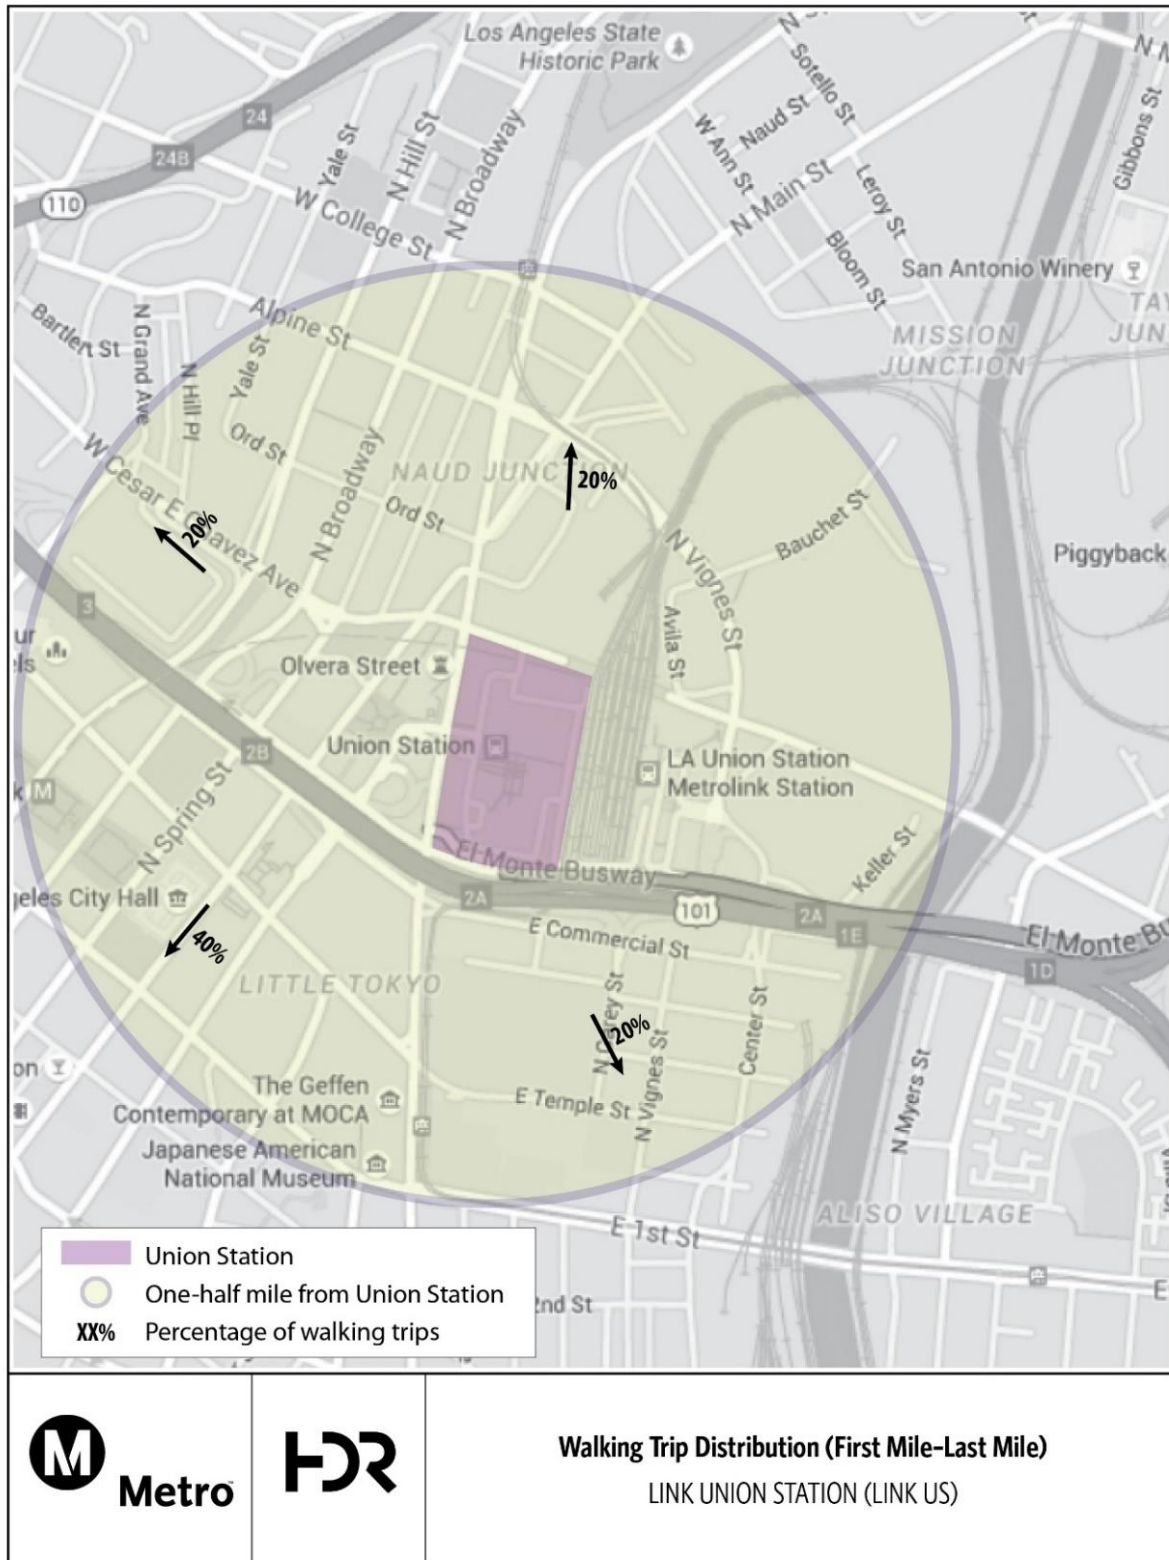 Los Angeles State
Historic Park
N M
Sotello St
Naud St
W Ann St
Gibbons St
24
24B
Yale St
N Hill St
N Broadway
110
W College St
N Main St
Leroy St
Bloom St
San Antonio Winery
MISSION
JUNCTION
Alpine St
Bartlett St
N Grand Ave
N Hill Pl
Yale St
Ord St
W Cesar E Chavez Ave
N Broadway
NAUD JUNCTION
20%
Ord St
20%
N Vignes St
Bauchet St
Piggyback
3
Avila St
Olvera Street
Union Station
LA Union Station
Metrolink Station
2B
M
N Spring St
El Monte Busway
Keller St
geles City Hall
2A
101
2A
1E
El Monte Bu
1D
40%
E Commercial St
LITTLE TOKYO
N Garey St
20%
N Vignes St
Center St
N Myers St
The Geffen
Contemporary at MOCA
E Temple St
Japanese American
National Museum
ALISO VILLAGE
E 1st St
2nd St
Union Station
One-half mile from Union Station
XX% Percentage of walking trips
M
Metro
HDR
Walking Trip Distribution (First Mile–Last Mile)
LINK UNION STATION (LINK US)